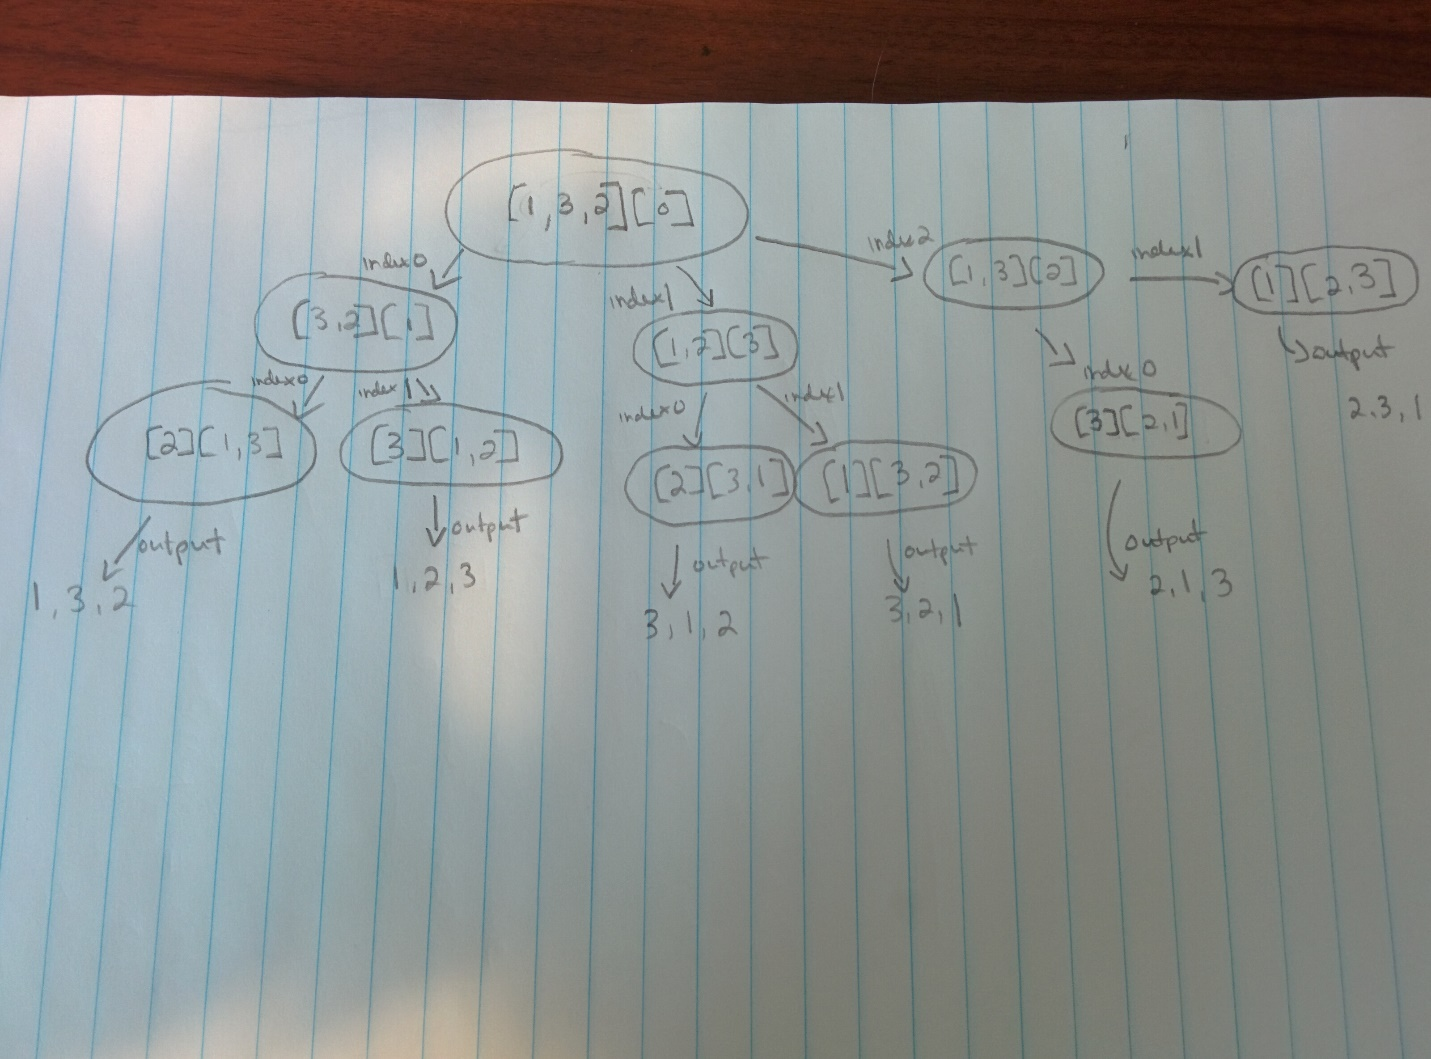 [1,3,2][0]
index0
index1
index2
[3,2][1]
[1,2][3]
[1,3][2]
index1
[1][2,3]
index0
index1
index0
index1
index0
output
2,3,1
[2][1,3]
[3][1,2]
[2][3,1]
[1][3,2]
[3][2,1]
output
output
output
output
output
1,3,2
1,2,3
3,1,2
3,2,1
2,1,3